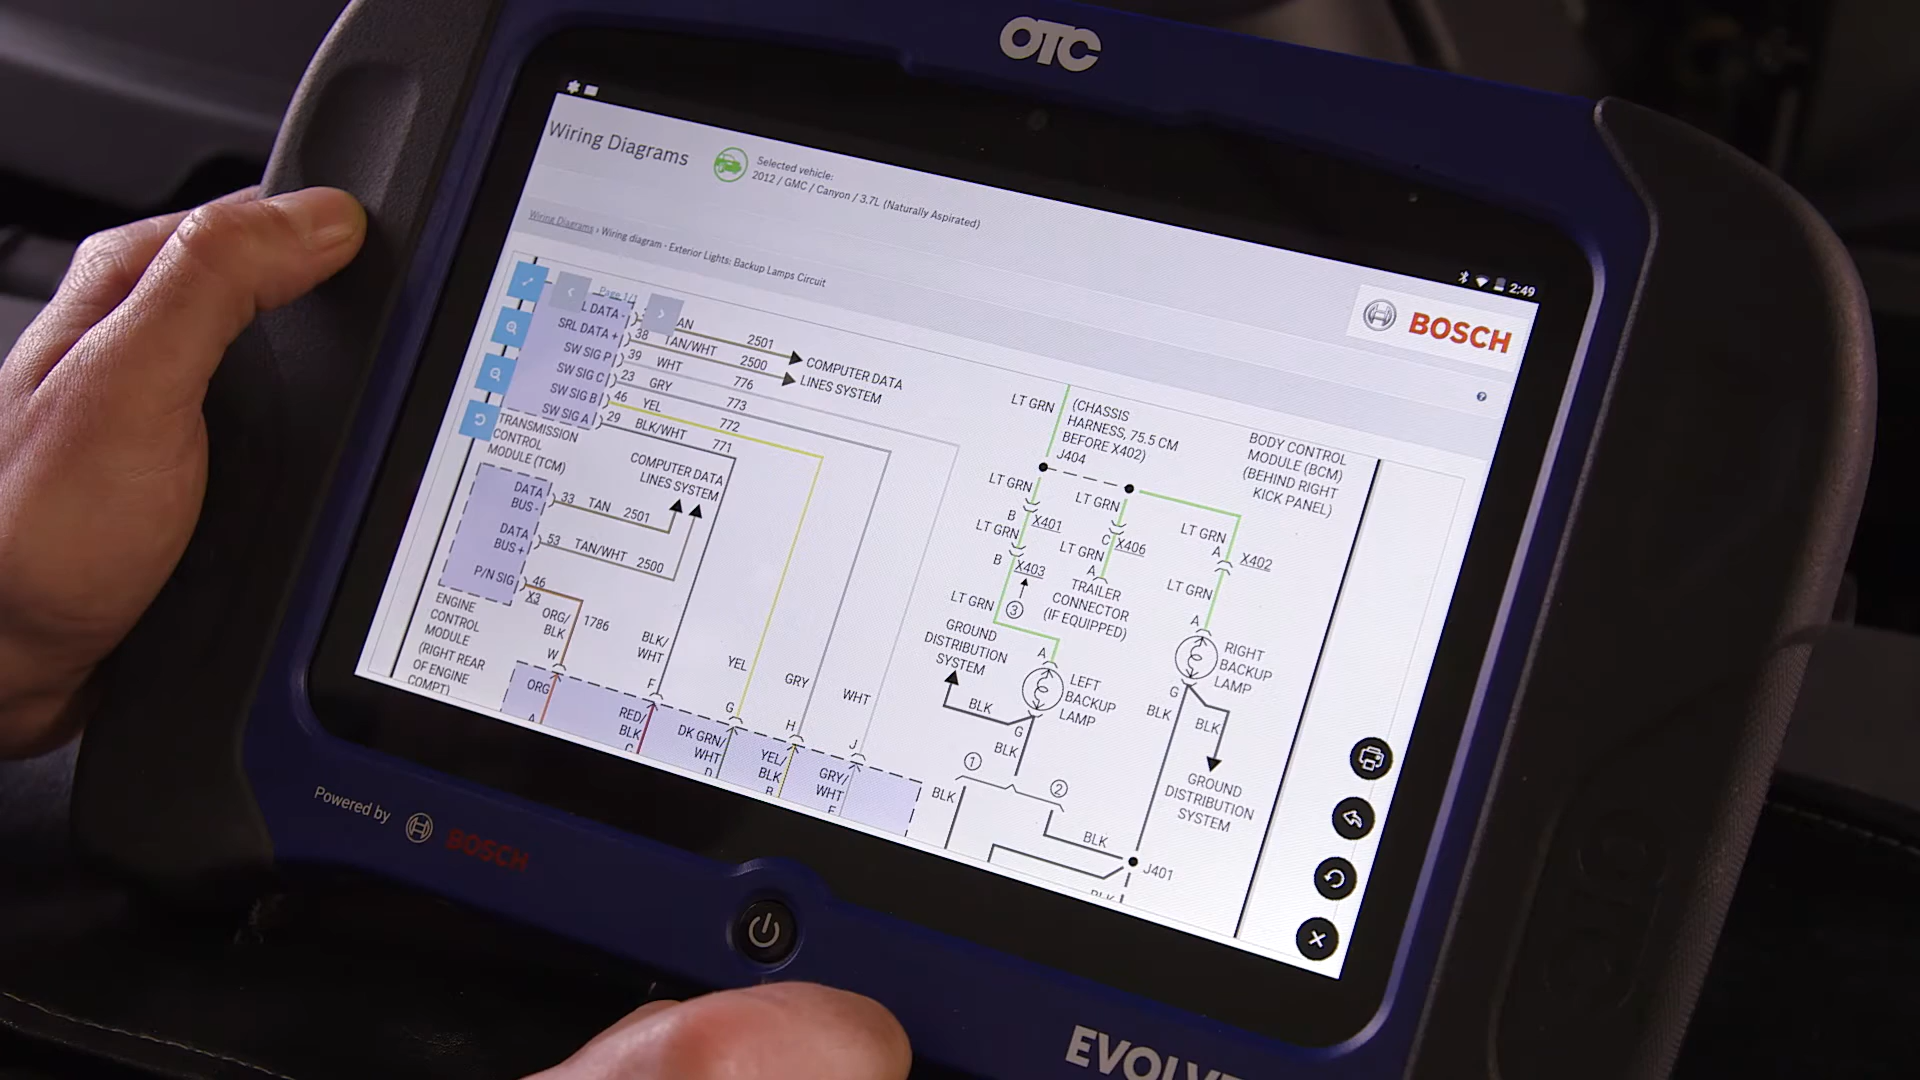 OTC
Wiring Diagrams
Selected vehicle:
2012 / GMC / Canyon / 3.7L (Naturally Aspirated)
2:49
Wiring Diagrams › Wiring diagram - Exterior Lights: Backup Lamps Circuit
BOSCH
Page 1/1
L DATA -
SRL DATA +
SW SIG P
SW SIG C
SW SIG B
SW SIG A
AN
2501
38
TAN/WHT
2500
39
WHT
776
23
GRY
773
46
YEL
772
29
BLK/WHT
771
COMPUTER DATA
LINES SYSTEM
TRANSMISSION
CONTROL
MODULE (TCM)
COMPUTER DATA
LINES SYSTEM
DATA
BUS -
33
TAN
2501
DATA
BUS +
53
TAN/WHT
2500
P/N SIG
46
X3
ORG/
BLK
1786
ENGINE
CONTROL
MODULE
(RIGHT REAR
OF ENGINE
COMPT)
W
BLK/
WHT
F
YEL
G
GRY
H
WHT
J
ORG
A
RED/
BLK
C
DK GRN/
WHT
D
YEL/
BLK
B
GRY/
WHT
E
LT GRN
(CHASSIS
HARNESS, 75.5 CM
BEFORE X402)
J404
BODY CONTROL
MODULE (BCM)
(BEHIND RIGHT
KICK PANEL)
LT GRN
B
X401
LT GRN
B
X403
3
LT GRN
LT GRN
C
X406
LT GRN
A
TRAILER
CONNECTOR
(IF EQUIPPED)
LT GRN
A
X402
LT GRN
A
RIGHT
BACKUP
LAMP
G
BLK
BLK
GROUND
DISTRIBUTION
SYSTEM
GROUND
DISTRIBUTION
SYSTEM
A
LEFT
BACKUP
LAMP
BLK
G
BLK
1
2
BLK
BLK
J401
BLK
Powered by
BOSCH
EVOLVE